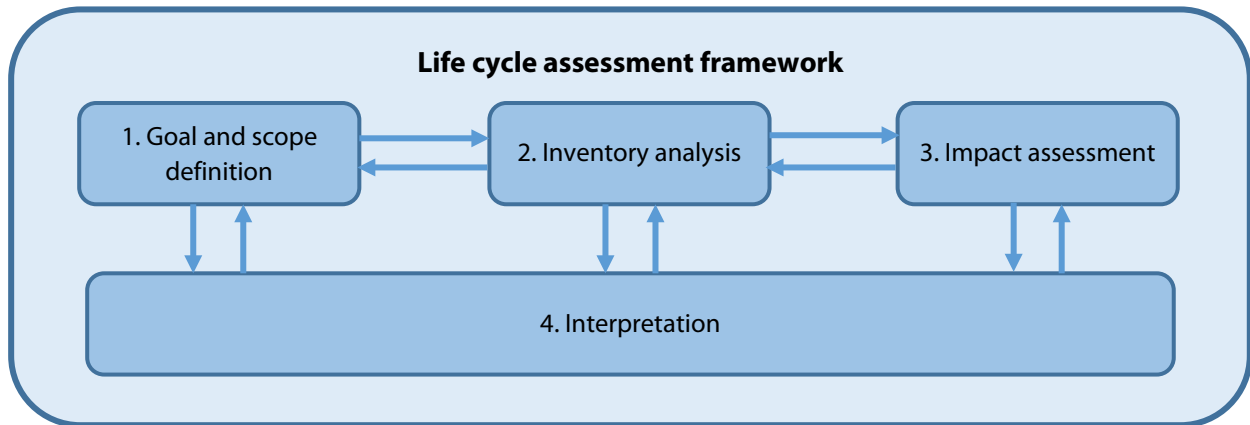 Life cycle assessment framework
1. Goal and scope
definition
2. Inventory analysis
3. Impact assessment
4. Interpretation